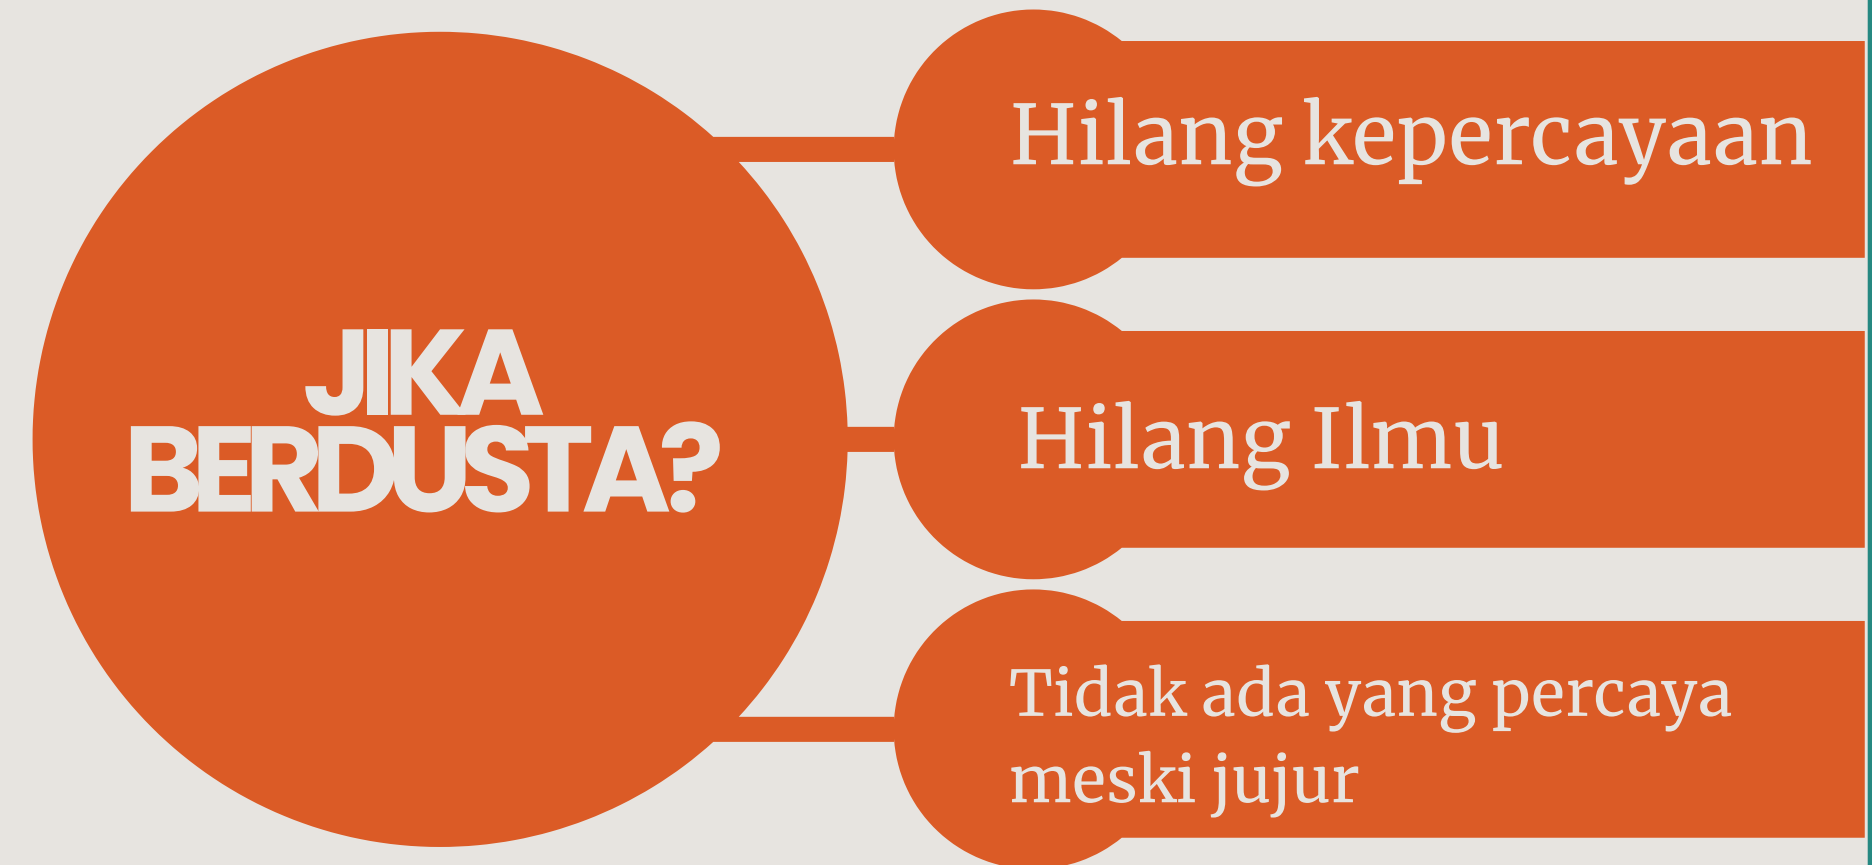 JIKA
BERDUSTA?
Hilang kepercayaan
Hilang Ilmu
Tidak ada yang percaya
meski jujur